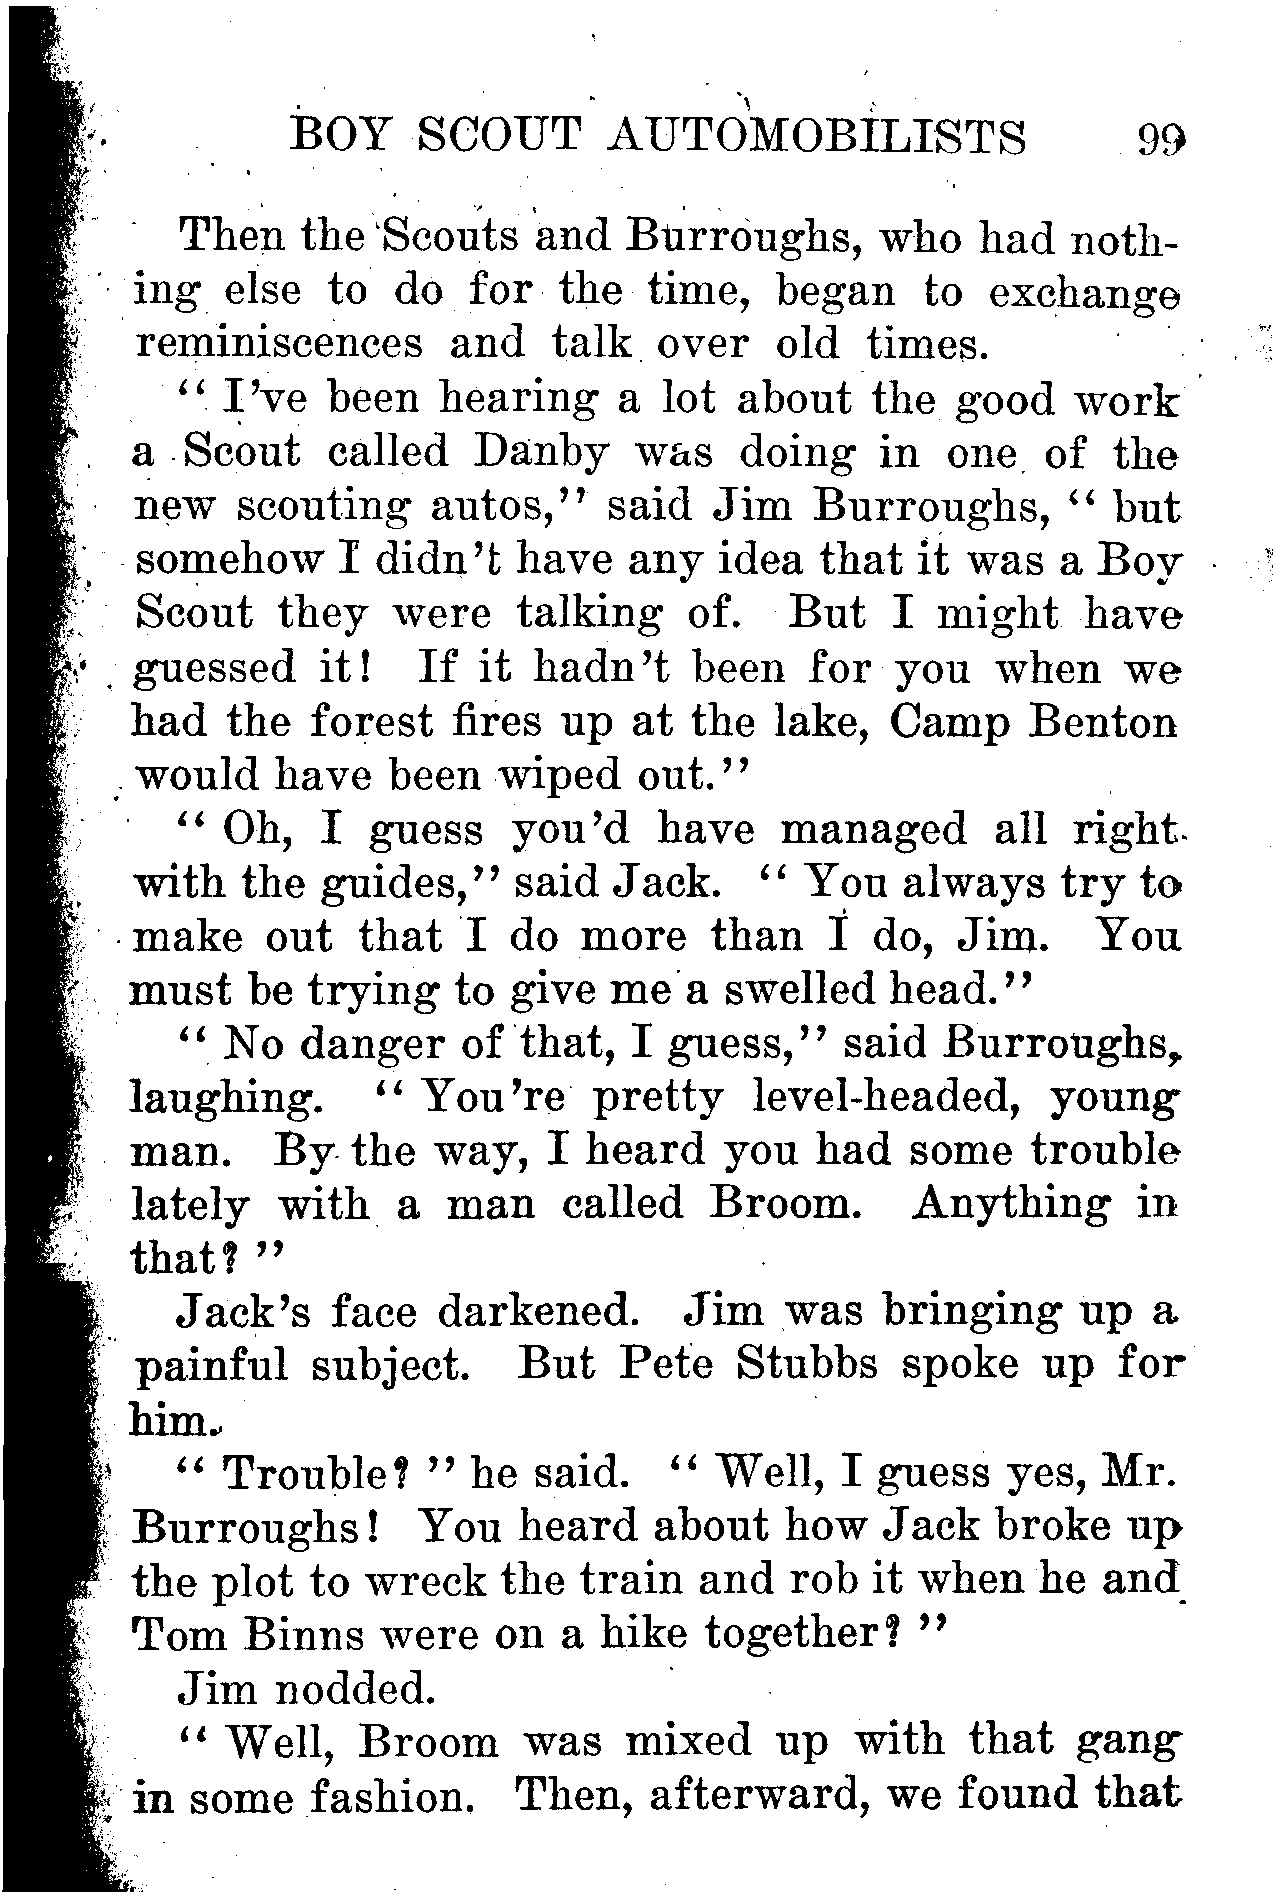 BOY SCOUT AUTOMOBILISTS 99
Then the Scouts and Burroughs, who had noth-
ing else to do for the time, began to exchange
reminiscences and talk over old times.
“ I’ve been hearing a lot about the good work
a Scout called Danby was doing in one of the
new scouting autos,” said Jim Burroughs, “ but
somehow I didn’t have any idea that it was a Boy
Scout they were talking of. But I might have
guessed it! If it hadn’t been for you when we
had the forest fires up at the lake, Camp Benton
would have been wiped out.”
“ Oh, I guess you’d have managed all right
with the guides,” said Jack. “ You always try to
make out that I do more than I do, Jim. You
must be trying to give me a swelled head.”
“ No danger of that, I guess,” said Burroughs,
laughing. “ You’re pretty level-headed, young
man. By the way, I heard you had some trouble
lately with a man called Broom. Anything in
that? ”
Jack’s face darkened. Jim was bringing up a
painful subject. But Pete Stubbs spoke up for
him.
“ Trouble? ” he said. “ Well, I guess yes, Mr.
Burroughs! You heard about how Jack broke up
the plot to wreck the train and rob it when he and
Tom Binns were on a hike together? ”
Jim nodded.
“ Well, Broom was mixed up with that gang
in some fashion. Then, afterward, we found that